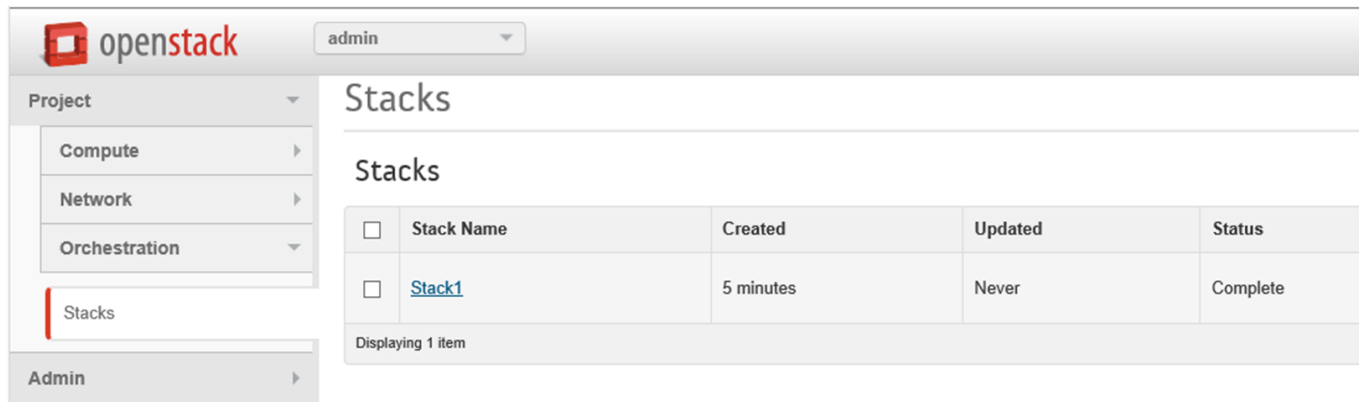 openstack admin
Project
Compute
Network
Orchestration
Stacks
Admin
Stacks
Stacks
Stack Name Created Updated Status
Stack1 5 minutes Never Complete
Displaying 1 item